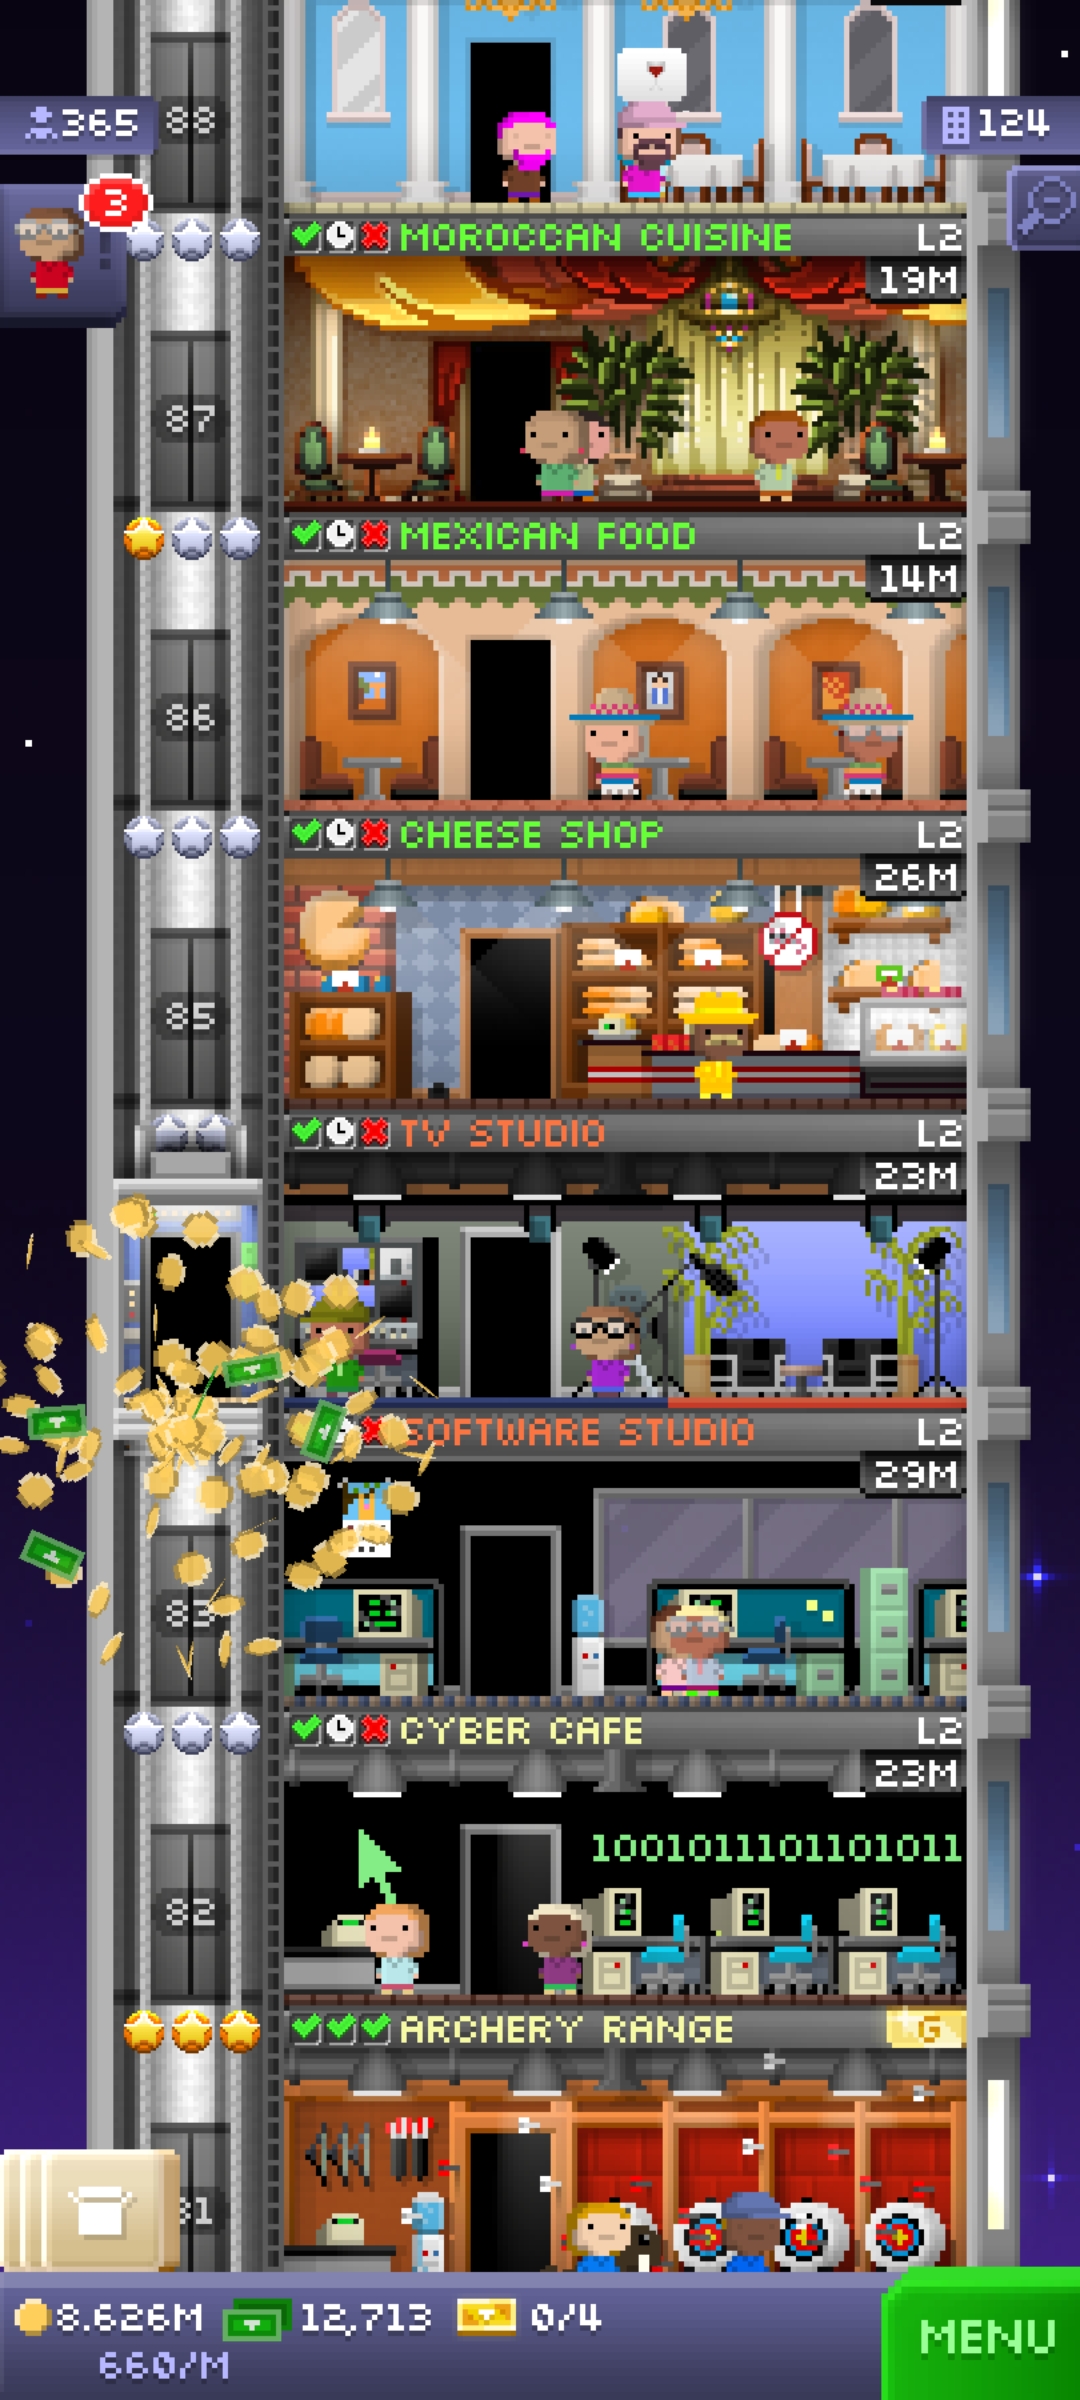 88
365
124
3
MOROCCAN CUISINE L2
19M
87
MEXICAN FOOD L2
14M
86
CHEESE SHOP L2
26M
85
TV STUDIO L2
23M
SOFTWARE STUDIO L2
29M
83
CYBER CAFE L2
23M
1001011101101011
82
ARCHERY RANGE G
81
8.626M 12,713 0/4
660/M
MENU